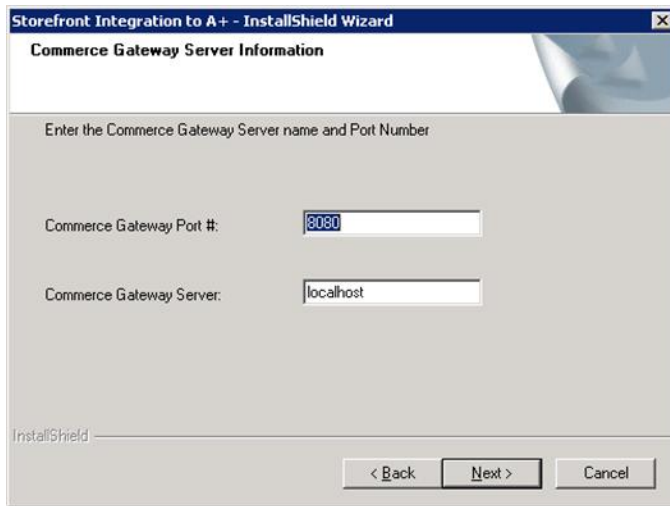 Storefront Integration to A+ - InstallShield Wizard
Commerce Gateway Server Information
Enter the Commerce Gateway Server name and Port Number
Commerce Gateway Port #: 8080
Commerce Gateway Server: localhost
InstallShield
< Back Next > Cancel